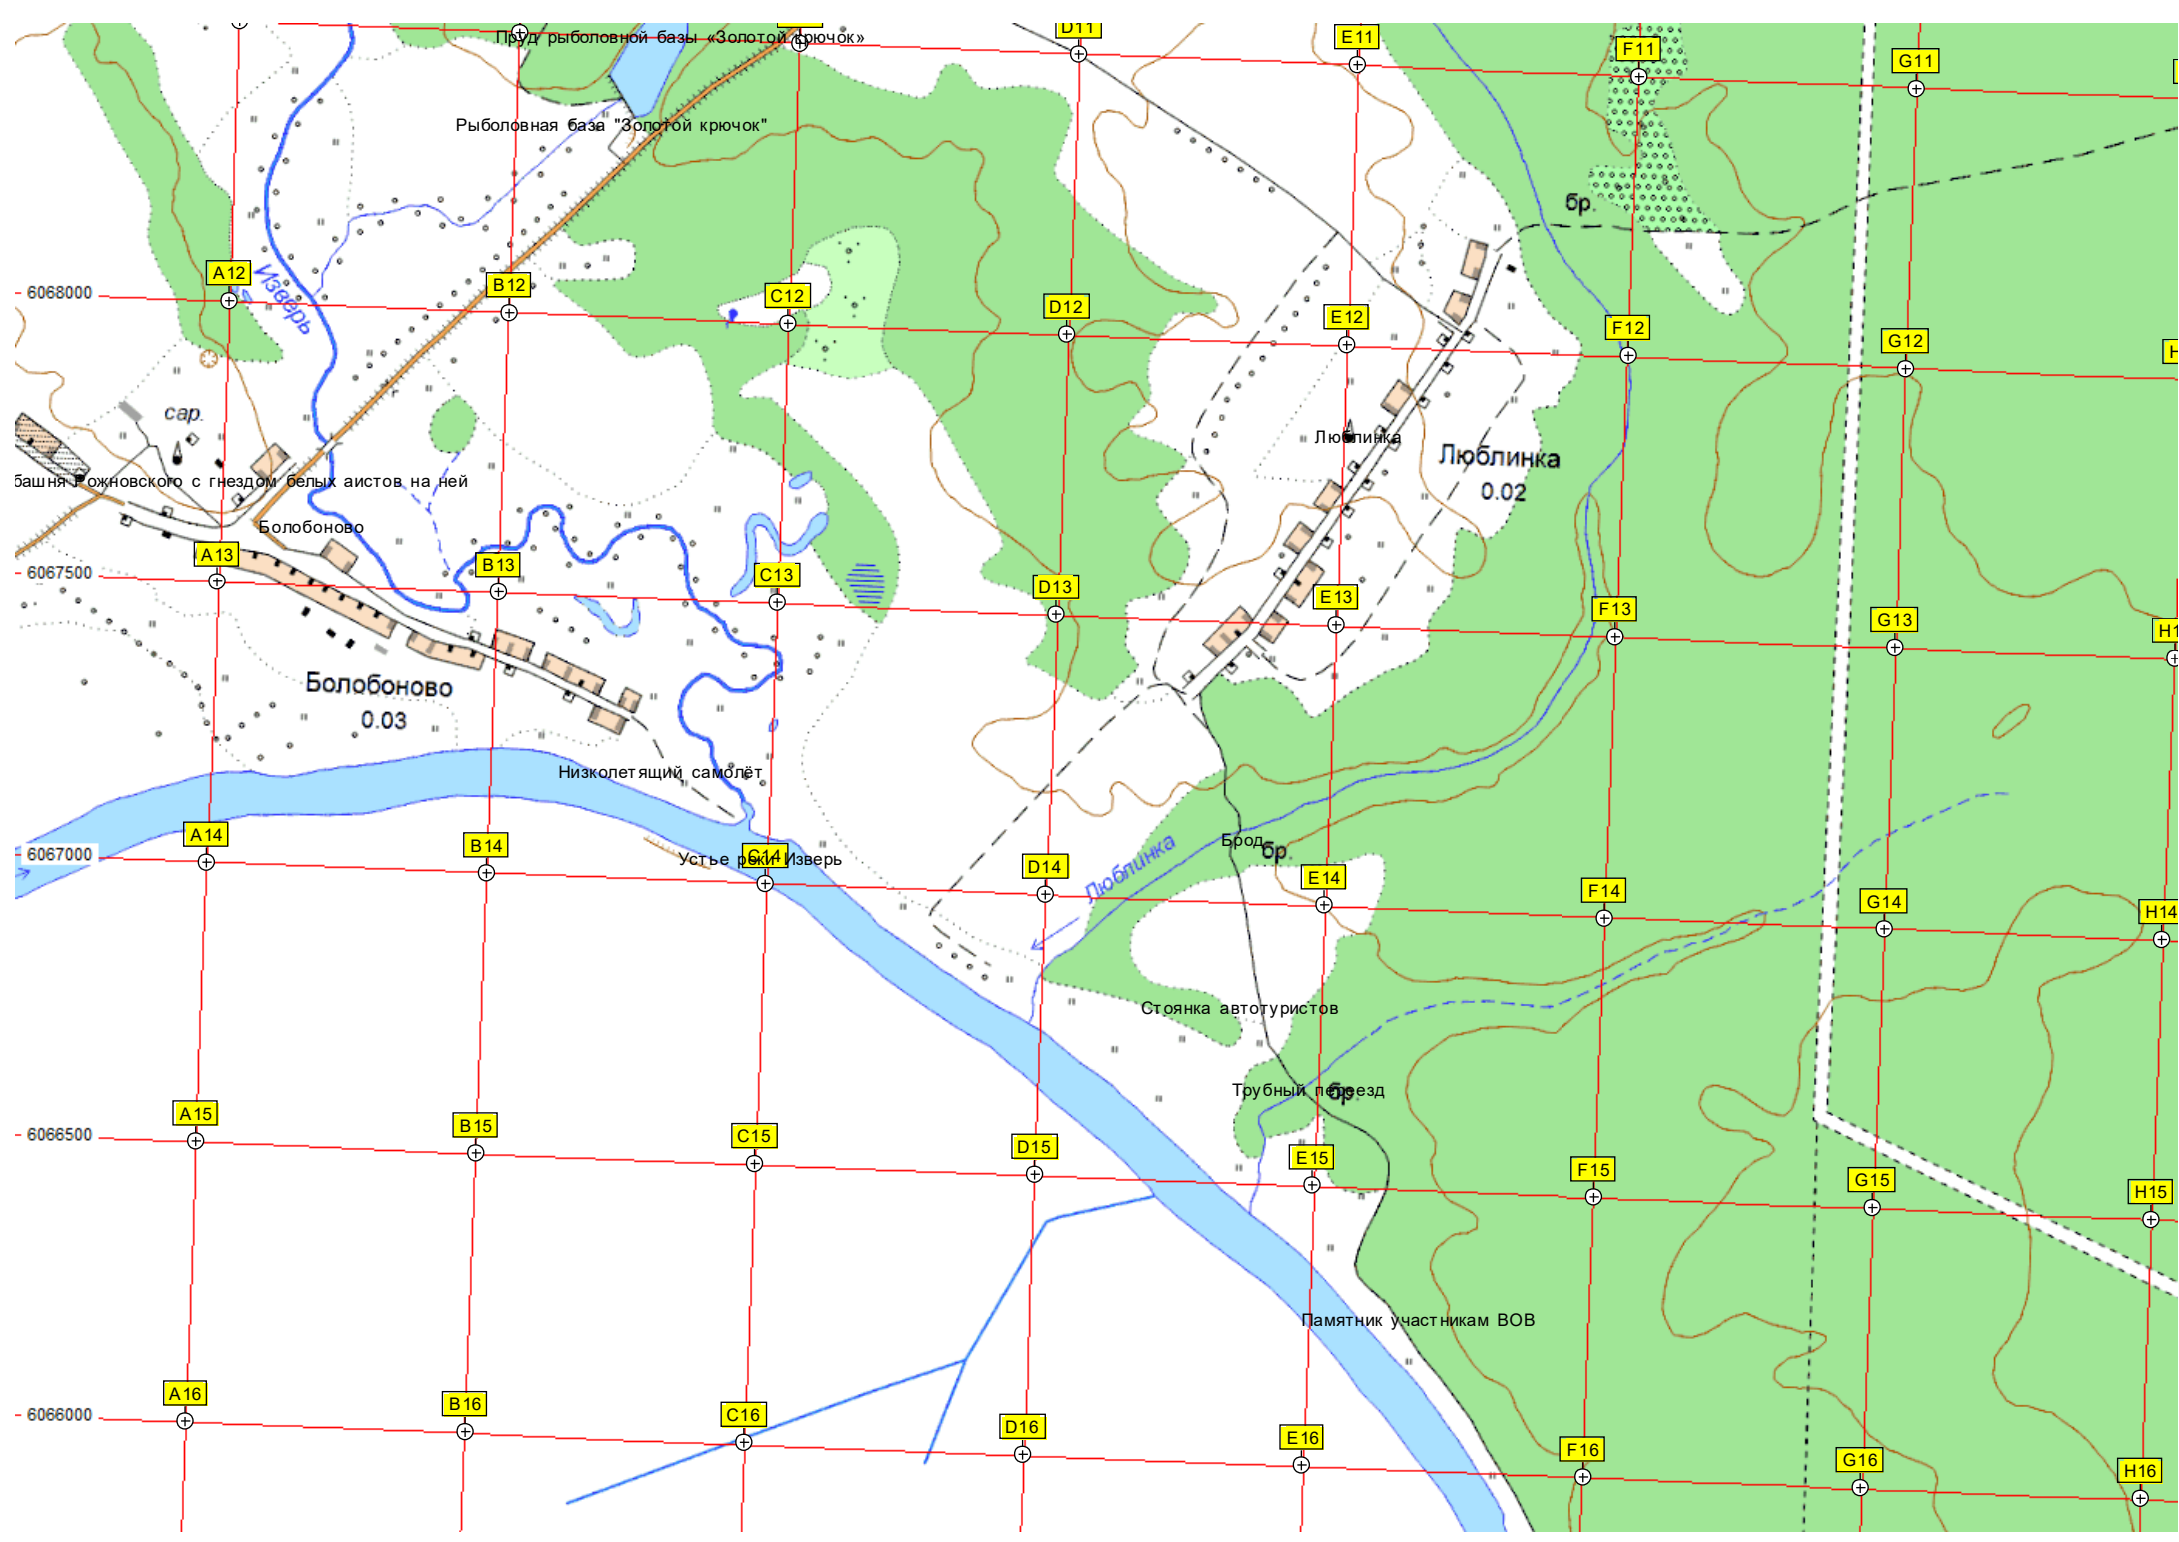 D11
E11
F11
G11
Пруд рыболовной базы «Золотой крючок»
Рыболовная база "Золотой крючок"
бр.
6068000
A12
Изверь
B12
C12
D12
E12
F12
G12
H
сар.
Люблинка
Люблинка
0.02
башня Рожновского с гнездом белых аистов на ней
Болобоново
6067500
A13
B13
C13
D13
E13
F13
G13
H1
Болобоново
0.03
Низколетящий самолёт
6067000
A14
B14
C14
Устье реки Изверь
D14
Люблинка
Брод
бр.
E14
F14
G14
H14
Стоянка автотуристов
Трубный переезд
бр.
6066500
A15
B15
C15
D15
E15
F15
G15
H15
Памятник участникам ВОВ
6066000
A16
B16
C16
D16
E16
F16
G16
H16